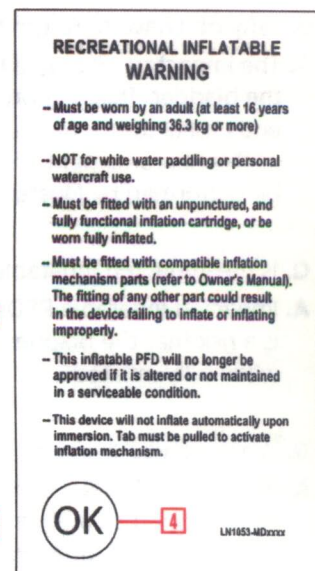 RECREATIONAL INFLATABLE
WARNING
– Must be worn by an adult (at least 16 years
of age and weighing 36.3 kg or more)
– NOT for white water paddling or personal
watercraft use.
– Must be fitted with an unpunctured, and
fully functional inflation cartridge, or be
worn fully inflated.
– Must be fitted with compatible inflation
mechanism parts (refer to Owner's Manual).
The fitting of any other part could result
in the device failing to inflate or inflating
improperly.
– This inflatable PFD will no longer be
approved if it is altered or not maintained
in a serviceable condition.
– This device will not inflate automatically upon
immersion. Tab must be pulled to activate
inflation mechanism.
OK 4 LN1053-MDxxxx